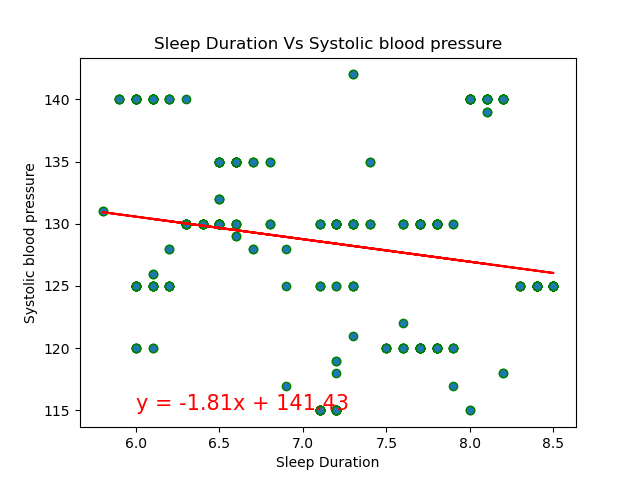 Sleep Duration Vs Systolic blood pressure
140
135
130
125
120
115
Systolic blood pressure
y = -1.81x + 141.43
6.0 6.5 7.0 7.5 8.0 8.5
Sleep Duration